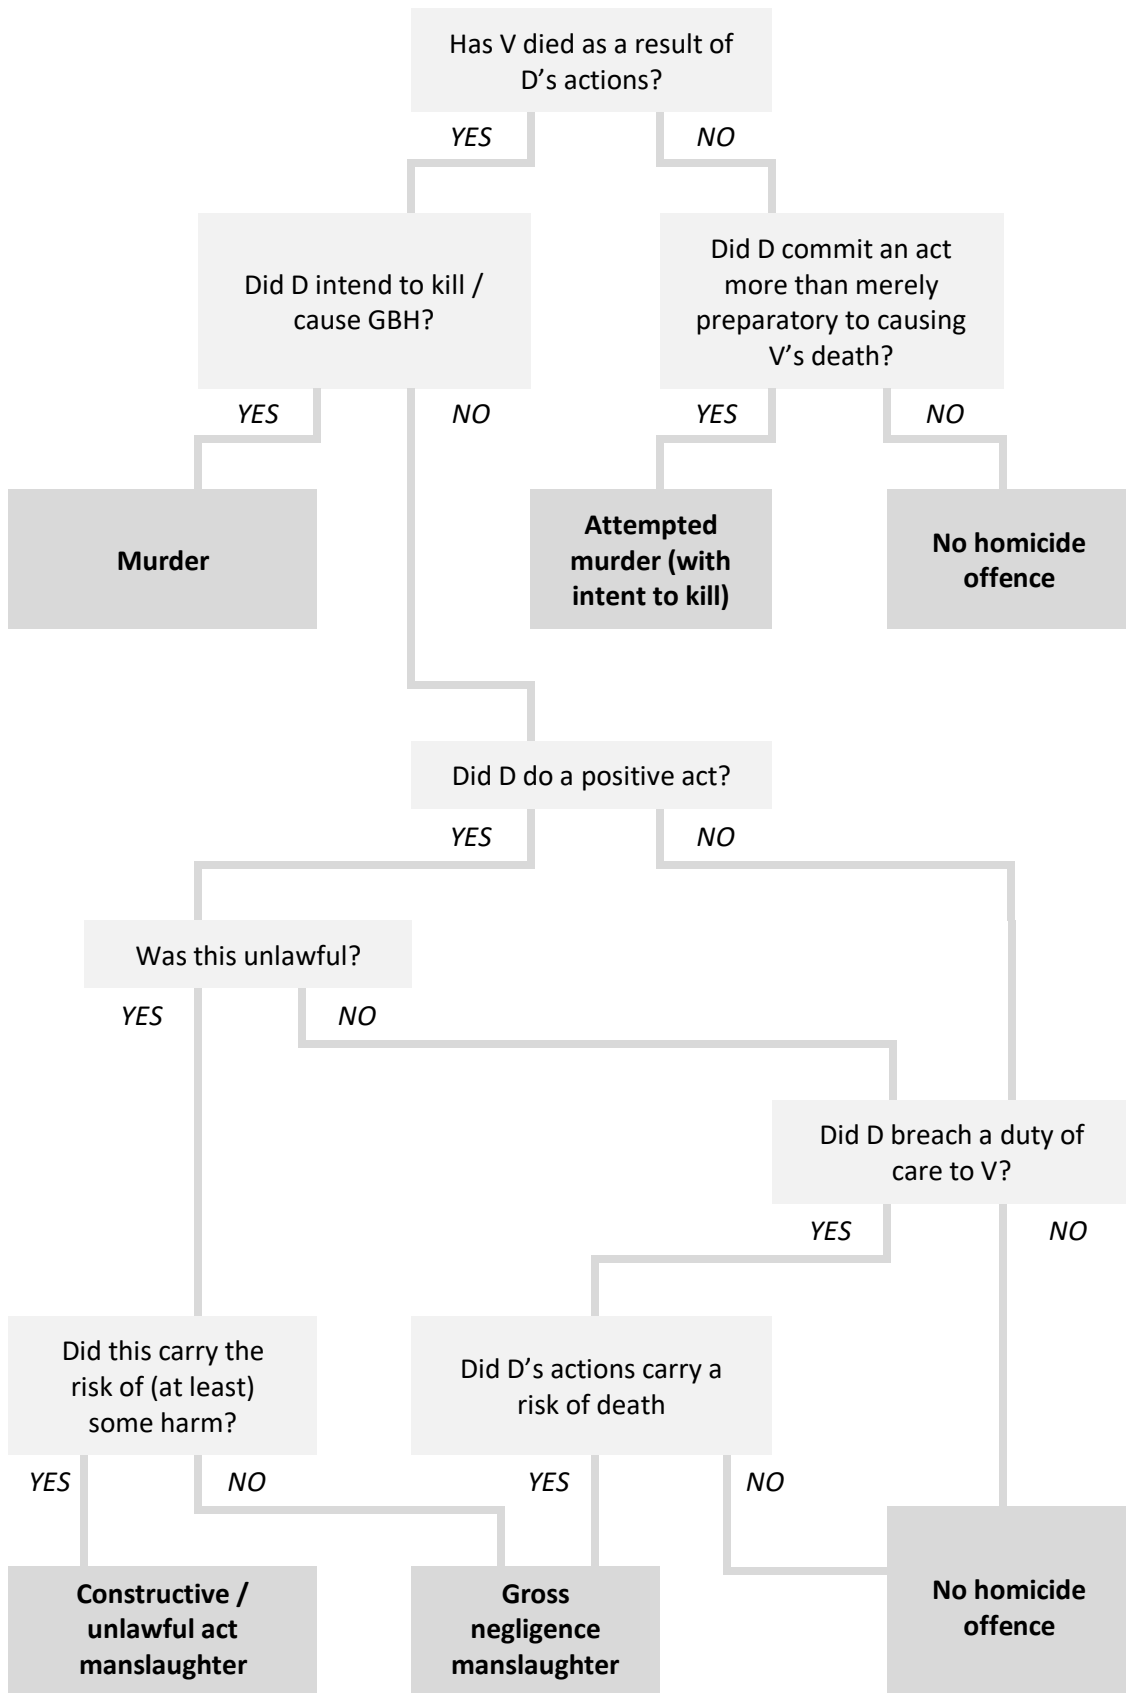 Has V died as a result of
D’s actions?
YES
NO
Did D intend to kill /
cause GBH?
Did D commit an act
more than merely
preparatory to causing
V’s death?
YES
NO
YES
NO
Murder
Attempted
murder (with
intent to kill)
No homicide
offence
Did D do a positive act?
YES
NO
Was this unlawful?
YES
NO
Did D breach a duty of
care to V?
YES
NO
Did this carry the
risk of (at least)
some harm?
Did D’s actions carry a
risk of death
YES
NO
YES
NO
Constructive /
unlawful act
manslaughter
Gross
negligence
manslaughter
No homicide
offence